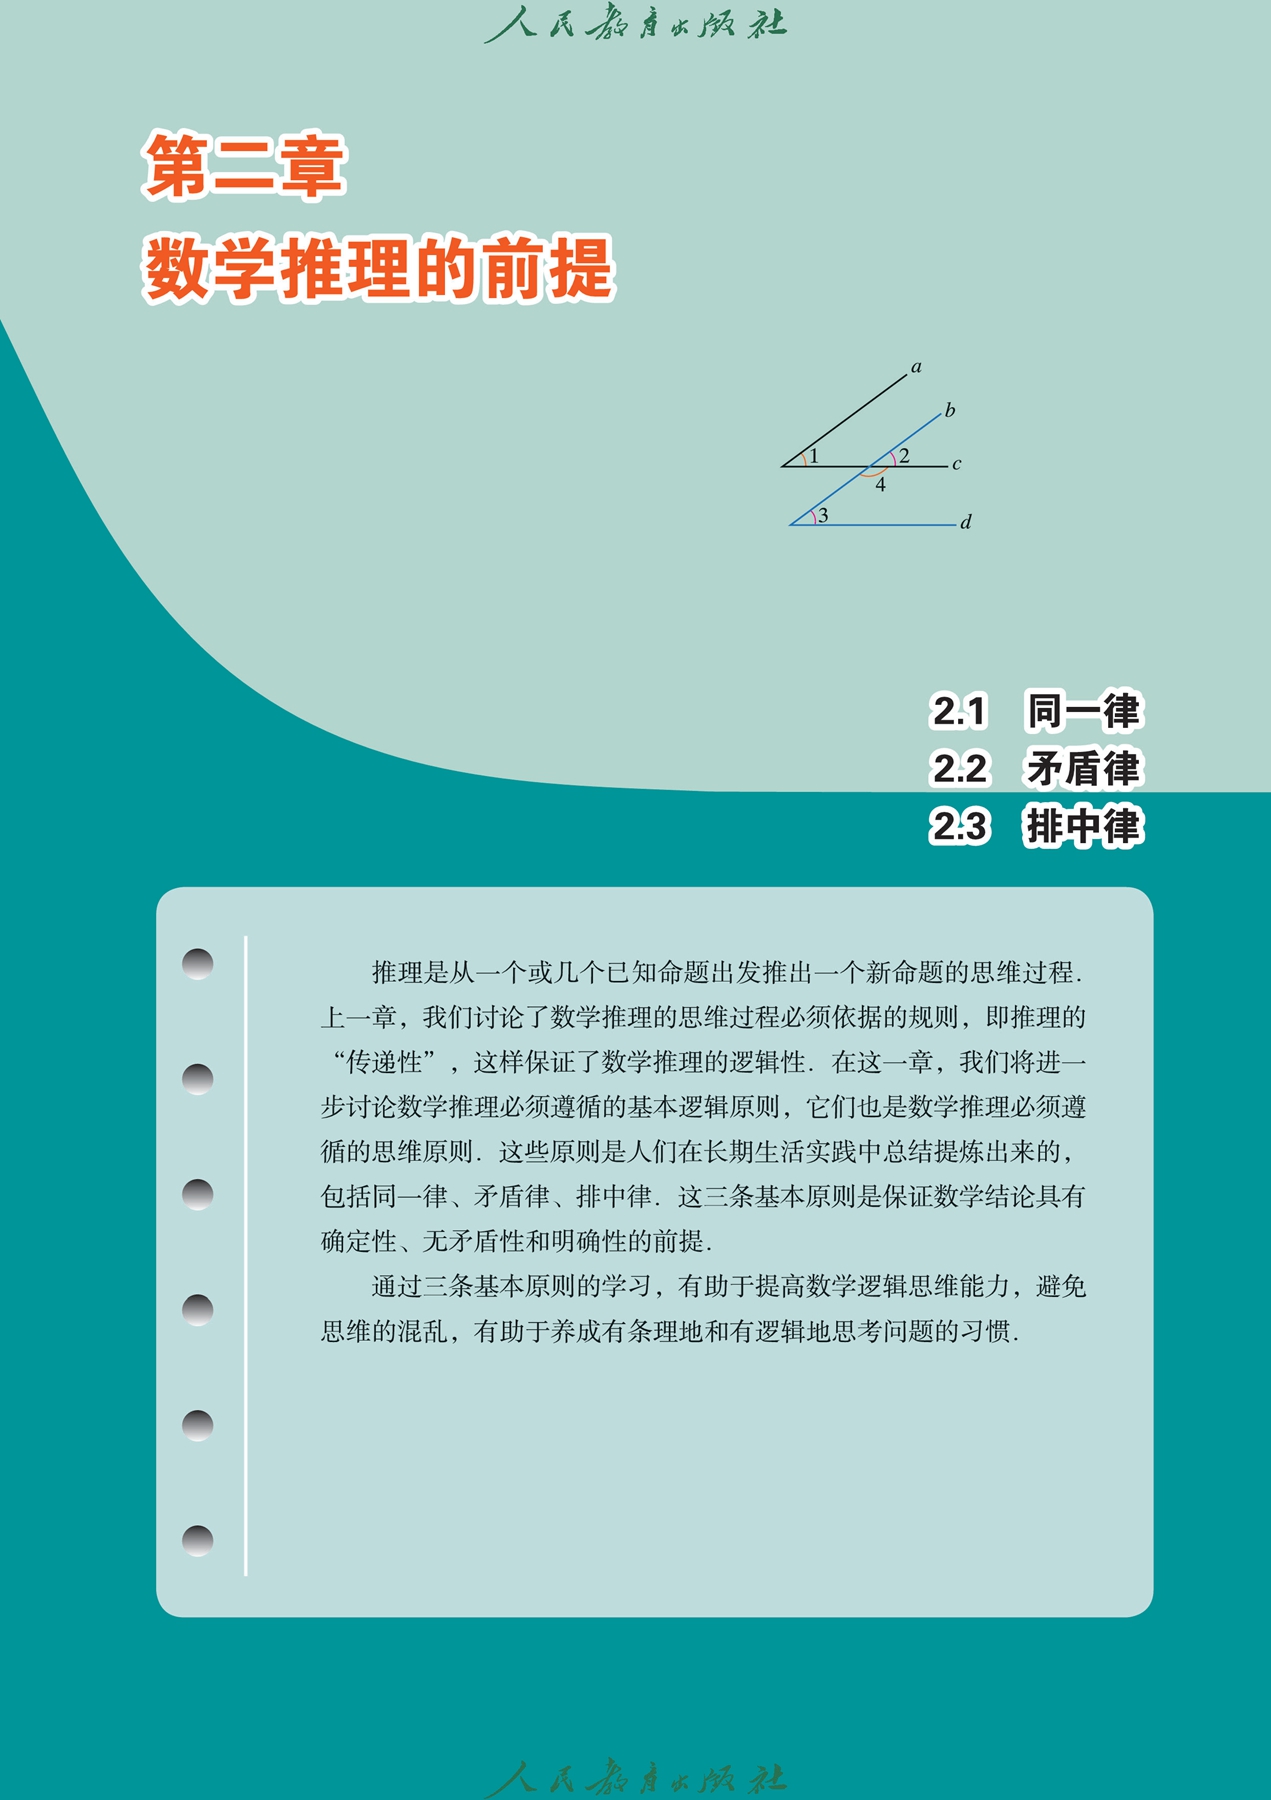 人民教育出版社
第二章
数学推理的前提
a
b
1
2
c
4
3
d
2.1 同一律
2.2 矛盾律
2.3 排中律
推理是从一个或几个已知命题出发推出一个新命题的思维过程.
上一章，我们讨论了数学推理的思维过程必须依据的规则，即推理的
“传递性”，这样保证了数学推理的逻辑性. 在这一章，我们将进一
步讨论数学推理必须遵循的基本逻辑原则，它们也是数学推理必须遵
循的思维原则. 这些原则是人们在长期生活实践中总结提炼出来的，
包括同一律、矛盾律、排中律. 这三条基本原则是保证数学结论具有
确定性、无矛盾性和明确性的前提.
通过三条基本原则的学习，有助于提高数学逻辑思维能力，避免
思维的混乱，有助于养成有条理地和有逻辑地思考问题的习惯.
人民教育出版社